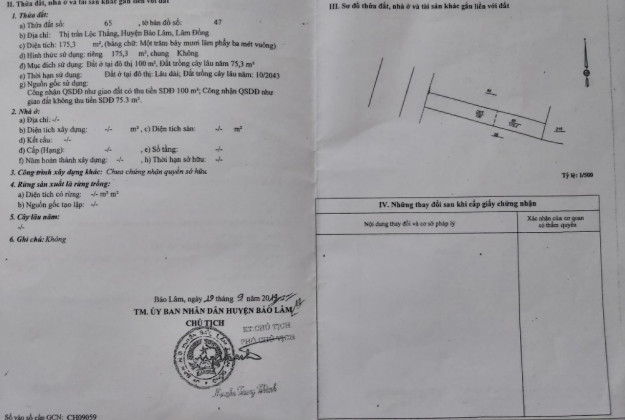 II. Thửa đất, nhà ở và tài sản khác gắn liền với đất
1. Thửa đất:
a) Thửa đất số: 65 , tờ bản đồ số: 47
b) Địa chỉ: Thị trấn Lộc Thắng, Huyện Bảo Lâm, Lâm Đồng
c) Diện tích: 175,3 m², (bằng chữ: Một trăm bảy mươi lăm phẩy ba mét vuông)
d) Hình thức sử dụng: riêng 175,3 m², chung Không
đ) Mục đích sử dụng: Đất ở tại đô thị 100 m², Đất trồng cây lâu năm 75,3 m²
e) Thời hạn sử dụng: Đất ở tại đô thị: Lâu dài; Đất trồng cây lâu năm: 10/2043
g) Nguồn gốc sử dụng:
Công nhận QSDĐ như giao đất có thu tiền SDĐ 100 m²; Công nhận QSDĐ như
giao đất không thu tiền SDĐ 75.3 m².
2. Nhà ở:
a) Địa chỉ: -/-
b) Diện tích xây dựng: -/- m² , c) Diện tích sàn: -/- m²
d) Kết cấu: -/-
đ) Cấp (Hạng): -/- , e) Số tầng: -/-
f) Năm hoàn thành xây dựng: -/- , h) Thời hạn sở hữu: -/-
3. Công trình xây dựng khác: Chưa chứng nhận quyền sở hữu
4. Rừng sản xuất là rừng trồng:
a) Diện tích có rừng: -/- m² m²
b) Nguồn gốc tạo lập: -/-
5. Cây lâu năm:
-/-
6. Ghi chú: Không
Bảo Lâm, ngày 19 tháng 9 năm
TM. ỦY BAN NHÂN DÂN HUYỆN BẢO LÂM
CHỦ TỊCH
KT.CHỦ TỊCH
PHÓ CHỦ TỊCH
Nguyễn Trung Thành
Số vào sổ cấp GCN: CH09059
III. Sơ đồ thửa đất, nhà ở và tài sản khác gắn liền với đất
Tỷ lệ: 1/500
IV. Những thay đổi sau khi cấp giấy chứng nhận
Nội dung thay đổi và cơ sở pháp lý
Xác nhận của cơ quan
có thẩm quyền